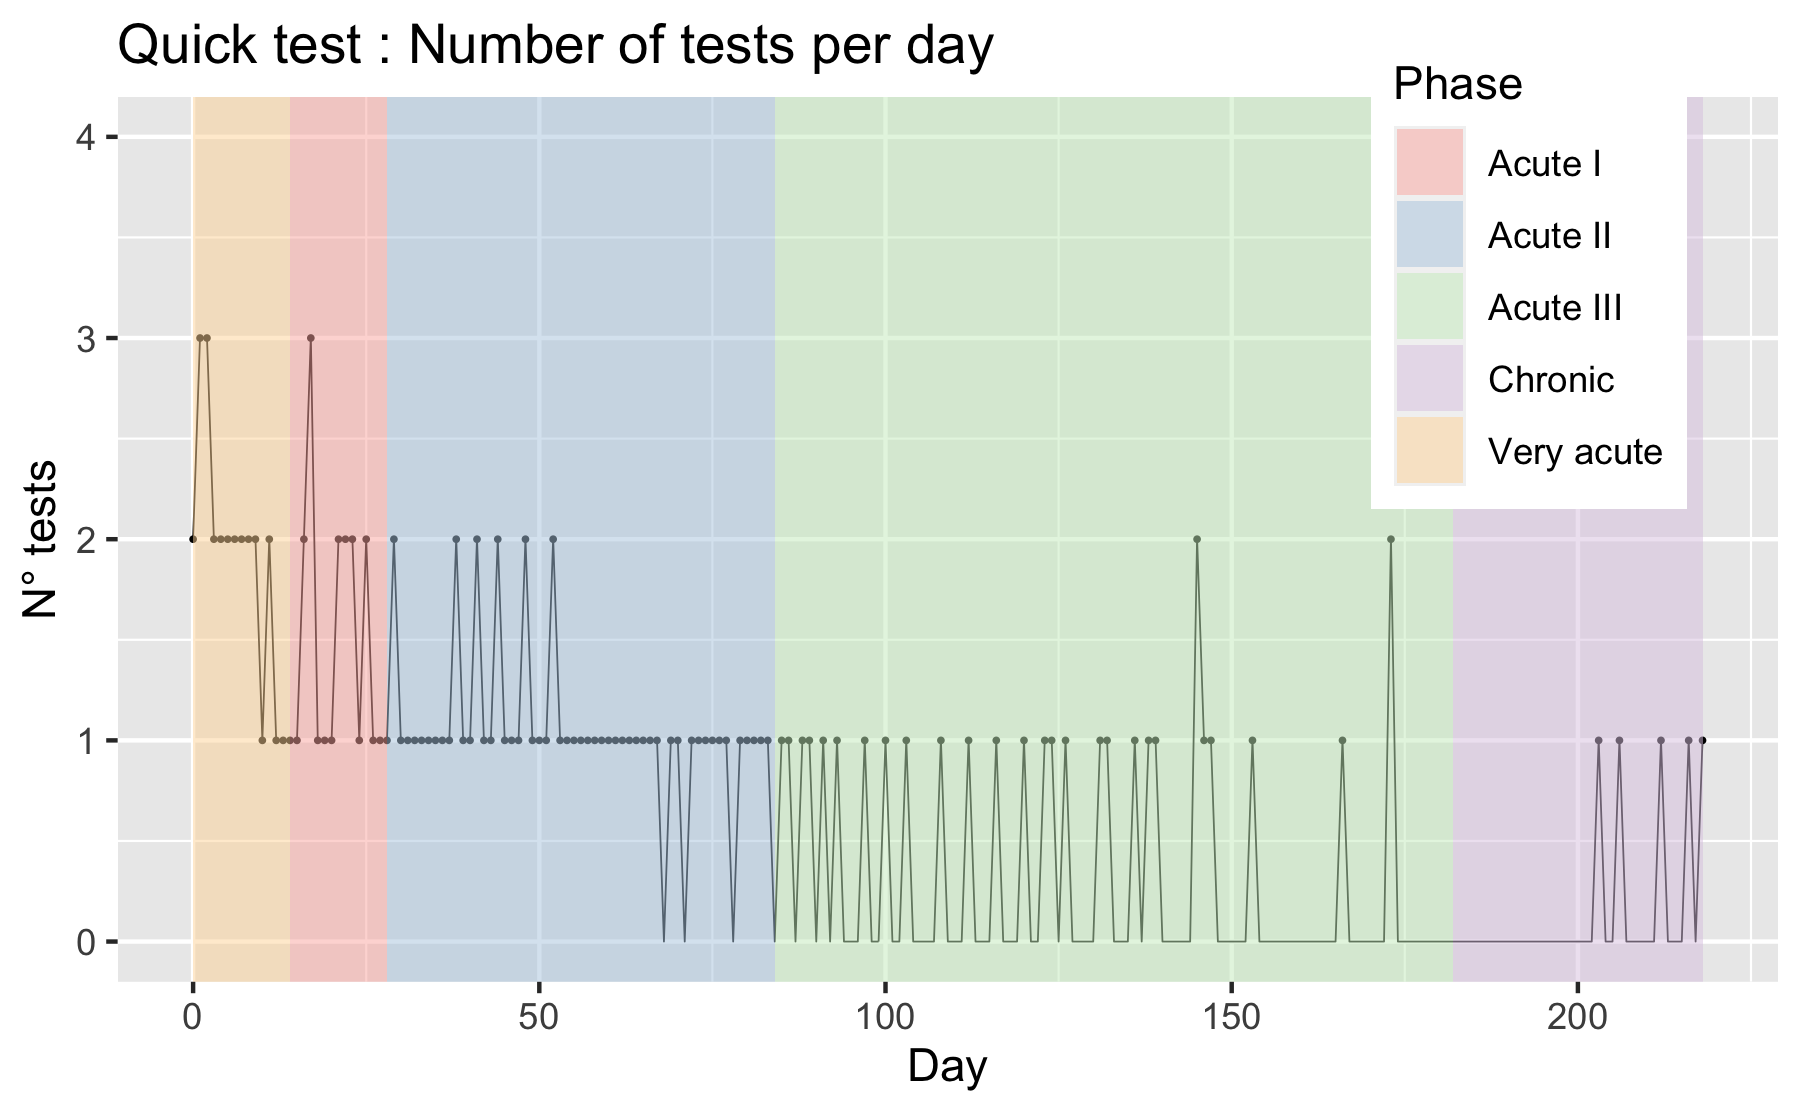 Quick test : Number of tests per day
Phase
Acute I
Acute II
Acute III
Chronic
Very acute
N° tests
4
3
2
1
0
0 50 100 150 200
Day